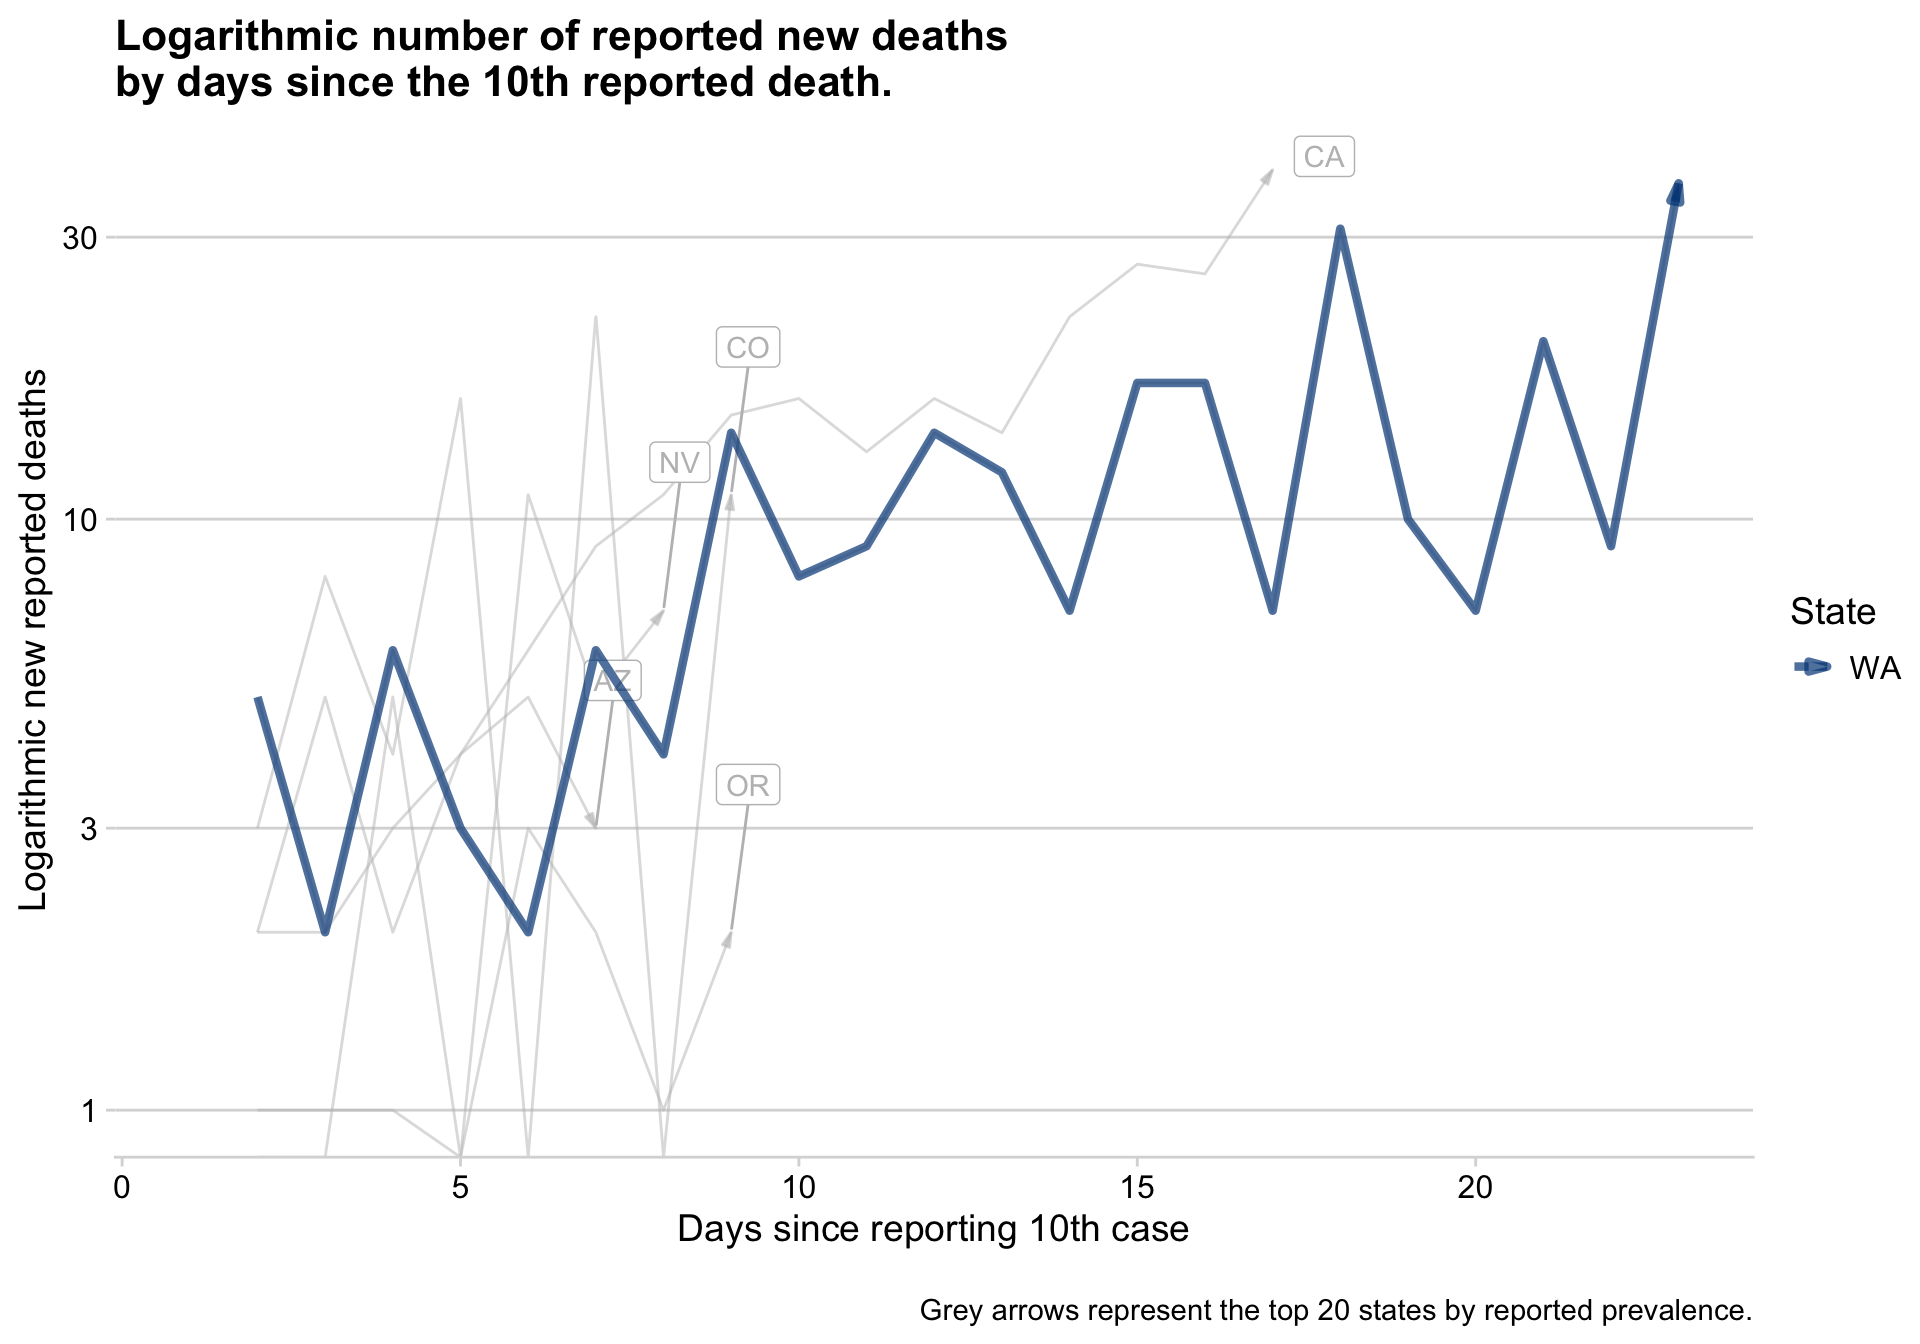 Logarithmic number of reported new deaths
by days since the 10th reported death.
CA
30
CO
NV
10
Logarithmic new reported deaths
State
WA
AZ
OR
3
1
0 5 10 15 20
Days since reporting 10th case
Grey arrows represent the top 20 states by reported prevalence.